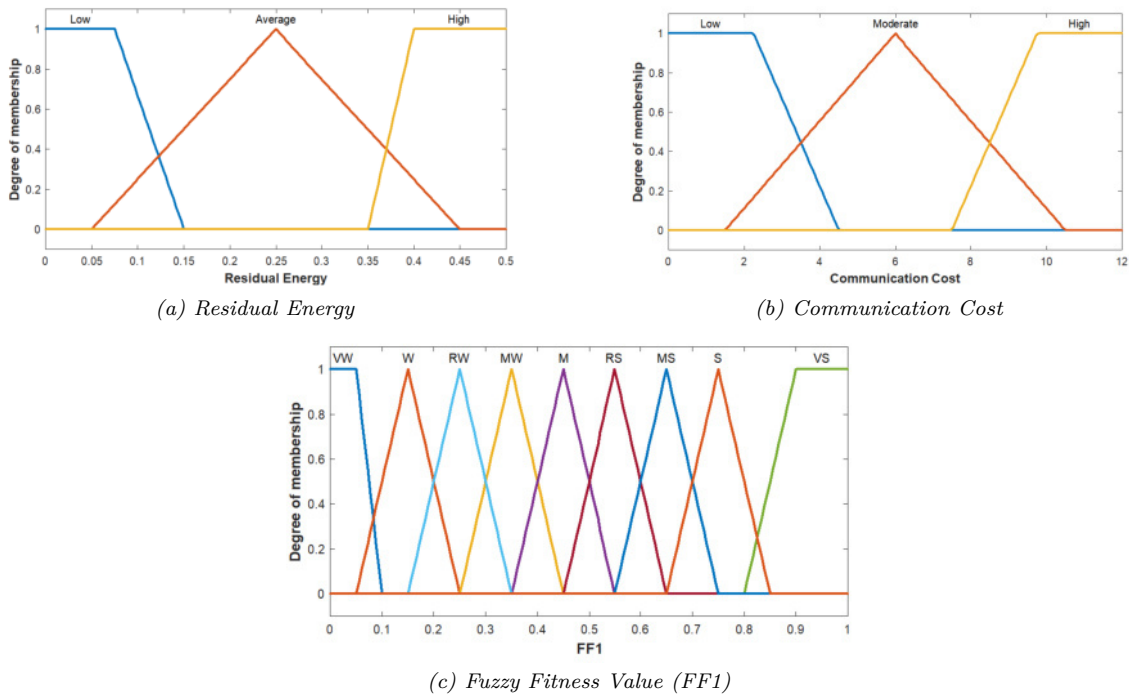 Low Average High
1
0.8
0.6
0.4
0.2
0
Degree of membership
0 0.05 0.1 0.15 0.2 0.25 0.3 0.35 0.4 0.45 0.5
Residual Energy
(a) Residual Energy
Low Moderate High
1
0.8
0.6
0.4
0.2
0
Degree of membership
0 2 4 6 8 10 12
Communication Cost
(b) Communication Cost
VW W RW MW M RS MS S VS
1
0.8
0.6
0.4
0.2
0
Degree of membership
0 0.1 0.2 0.3 0.4 0.5 0.6 0.7 0.8 0.9 1
FF1
(c) Fuzzy Fitness Value (FF1)